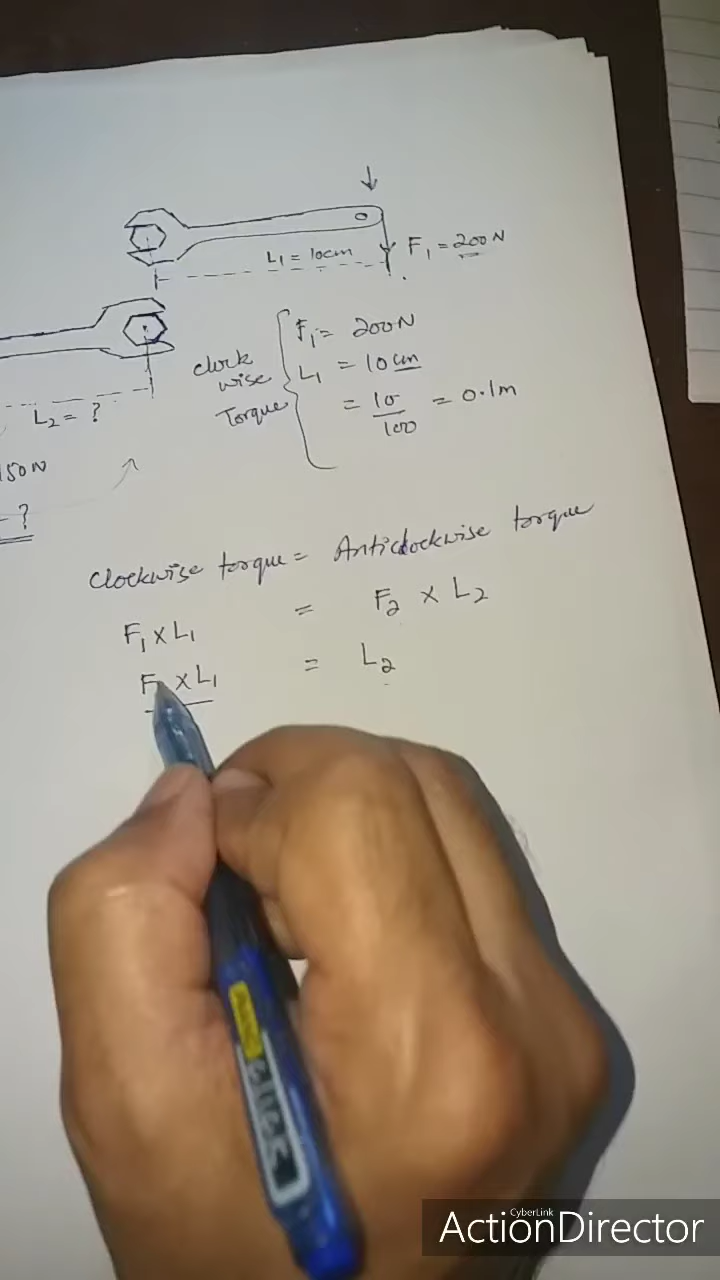 L₁ = 10cm
F₁ = 200N
F₁ = 200N
L₁ = 10cm
= 10/100 = 0.1m
Clock
wise
Torque
L₂ = ?
150N
= ?
Clockwise torque = Anticlockwise torque
F₁ × L₁ = F₂ × L₂
F₁ × L₁ = L₂
CyberLink
ActionDirector